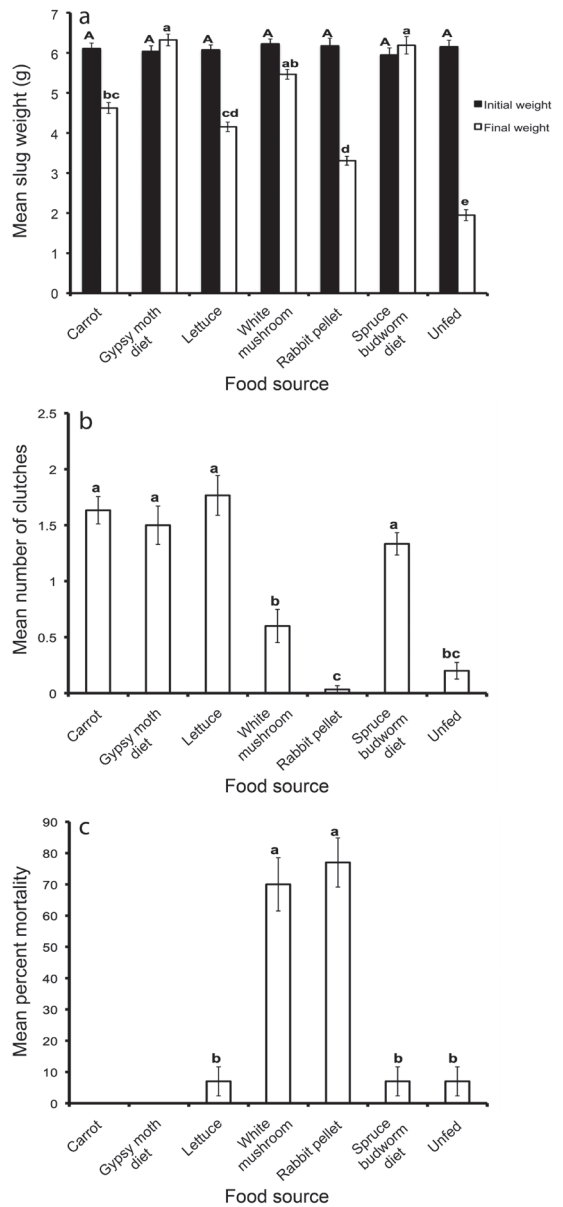 a
Mean slug weight (g)
7
6
5
4
3
2
1
0
A
A
a
A
A
A
A
a
A
bc
cd
ab
d
e
Initial weight
Final weight
Carrot
Gypsy moth
diet
Lettuce
White
mushroom
Rabbit pellet
Spruce
budworm diet
Unfed
Food source
b
Mean number of clutches
2.5
2
1.5
1
0.5
0
a
a
a
b
c
a
bc
Carrot
Gypsy moth
diet
Lettuce
White
mushroom
Rabbit pellet
Spruce
budworm diet
Unfed
Food source
c
Mean percent mortality
90
80
70
60
50
40
30
20
10
0
b
a
a
b
b
Carrot
Gypsy moth
diet
Lettuce
White
mushroom
Rabbit pellet
Spruce
budworm diet
Unfed
Food source